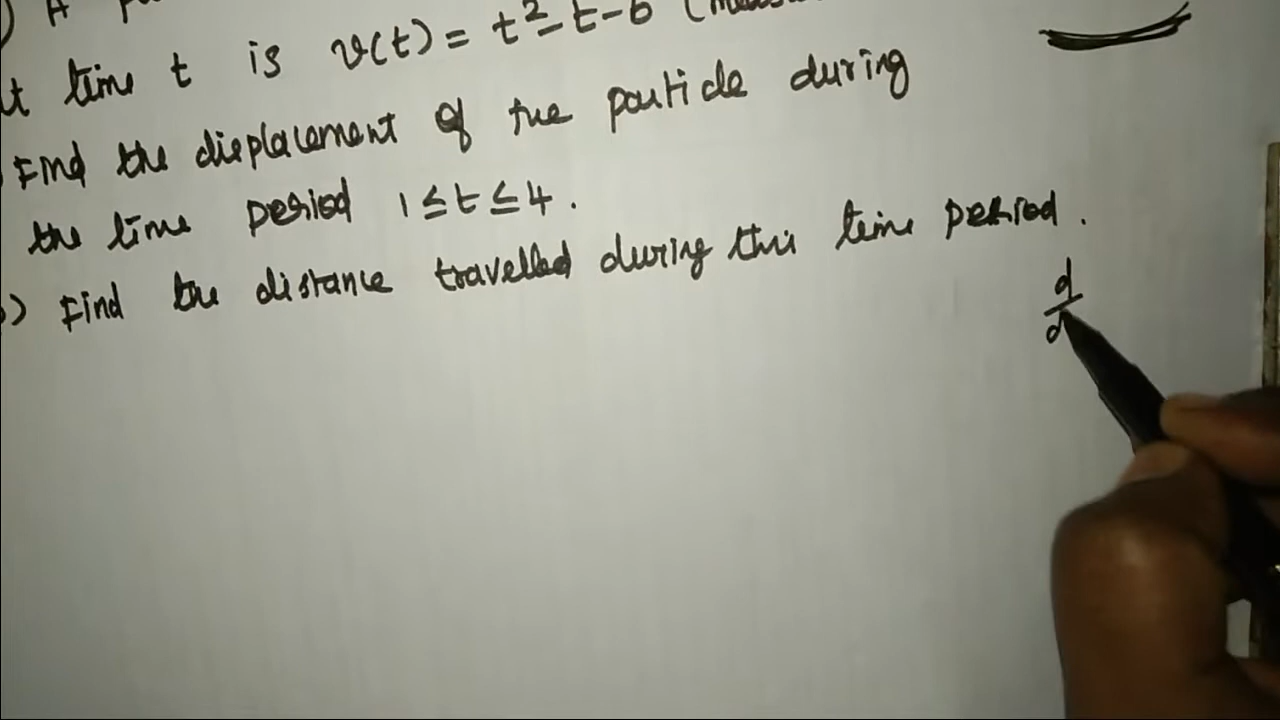 ) A
at time t is v(t) = t² - t - 6
Find the displacement of the particle during
the time period 1 ≤ t ≤ 4 .
) Find the distance travelled during this time period .
d
d